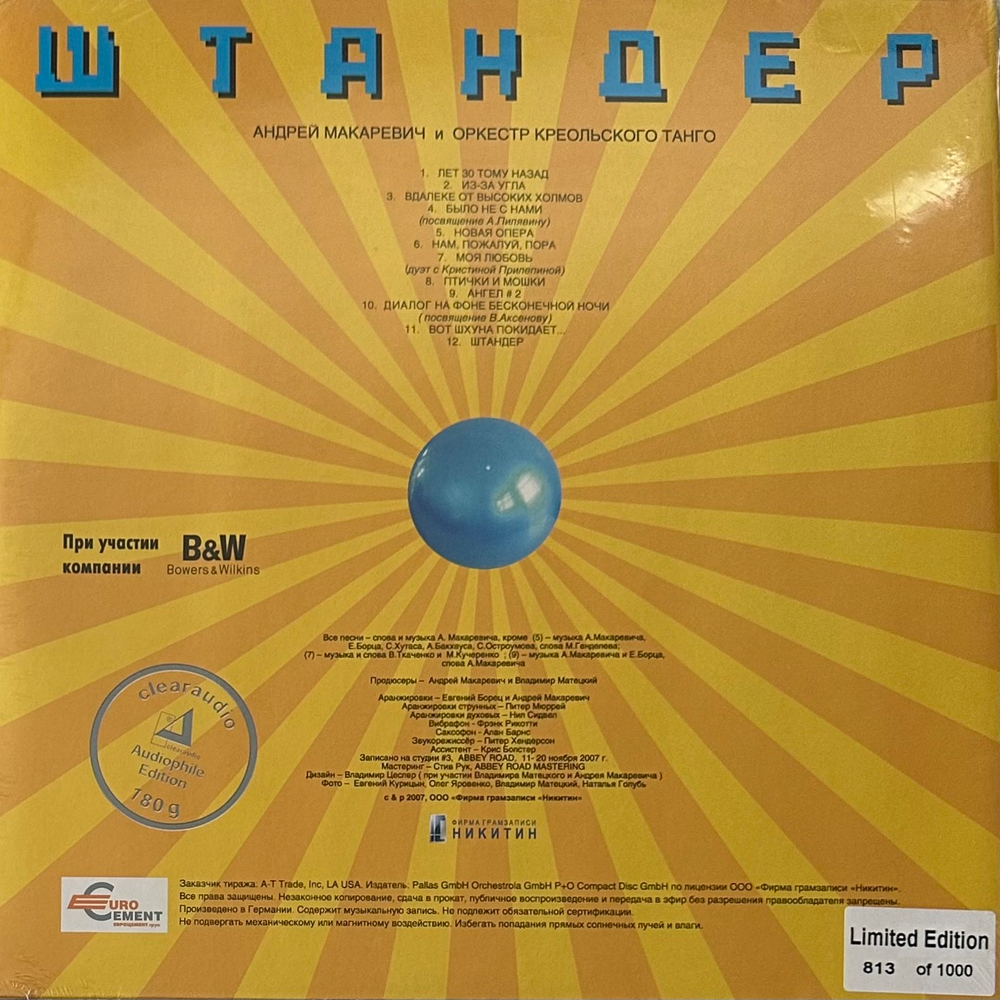 ШТАНДЕР
АНДРЕЙ МАКАРЕВИЧ и ОРКЕСТР КРЕОЛЬСКОГО ТАНГО
1. ЛЕТ 30 ТОМУ НАЗАД
2. ИЗ-ЗА УГЛА
3. ВДАЛЕКЕ ОТ ВЫСОКИХ ХОЛМОВ
4. БЫЛО НЕ С НАМИ
(посвящение А.Пилявину)
5. НОВАЯ ОПЕРА
6. НАМ, ПОЖАЛУЙ, ПОРА
7. МОЯ ЛЮБОВЬ
(дуэт с Кристиной Прилепиной)
8. ПТИЧКИ И МОШКИ
9. АНГЕЛ # 2
10. ДИАЛОГ НА ФОНЕ БЕСКОНЕЧНОЙ НОЧИ
( посвящение В.Аксенову)
11. ВОТ ШХУНА ПОКИДАЕТ...
12. ШТАНДЕР
При участии
компании
B&W
Bowers & Wilkins
Все песни – слова и музыка А. Макаревича, кроме (5) – музыка А.Макаревича,
Е.Борца, С.Хутаса, А.Бакхауса, С.Остроумова, слова М.Генделева;
(7) – музыка и слова В.Ткаченко и М.Кучеренко ; (9) – музыка А.Макаревича и Е.Борца,
слова А.Макаревича
Продюсеры – Андрей Макаревич и Владимир Матецкий
Аранжировки – Евгений Борец и Андрей Макаревич
Аранжировки струнных – Питер Мюррей
Аранжировки духовых – Нил Сидвел
Вибрафон - Фрэнк Рикотти
Саксофон - Алан Барнс
Звукорежиссёр – Питер Хендерсон
Ассистент – Крис Болстер
Записано на студии #3, ABBEY ROAD, 11- 20 ноября 2007 г.
Мастеринг – Стив Рук, ABBEY ROAD MASTERING
Дизайн – Владимир Цеслер ( при участии Владимира Матецкого и Андрея Макаревича )
Фото – Евгений Курицын, Олег Яровенко, Владимир Матецкий, Наталья Голубь
с & p 2007, ООО «Фирма грамзаписи «Никитин»
ФИРМА ГРАМЗАПИСИ
НИКИТИН
clearaudio
clearaudio
Audiophile
Edition
180 g
EURO
CEMENT
ЕВРОЦЕМЕНТ груп
Заказчик тиража: A-T Trade, Inc, LA USA. Издатель: Pallas GmbH Orchestrola GmbH P+O Compact Disc GmbH по лицензии ООО «Фирма грамзаписи «Никитин».
Все права защищены. Незаконное копирование, сдача в прокат, публичное воспроизведение и передача в эфир без разрешения правообладателя запрещены.
Произведено в Германии. Содержит музыкальную запись. Не подлежит обязательной сертификации.
Не подвергать механическому или магнитному воздействию. Избегать попадания прямых солнечных лучей и влаги.
Limited Edition
813 of 1000